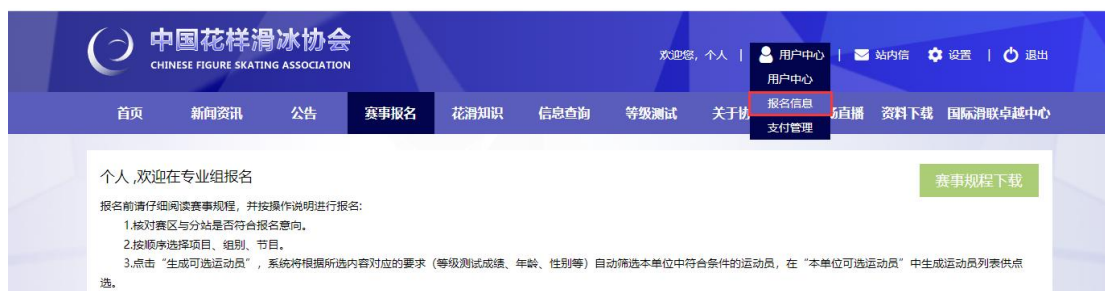 中国花样滑冰协会
CHINESE FIGURE SKATING ASSOCIATION
欢迎您，个人 | 用户中心 | 站内信 设置 | 退出
用户中心
报名信息
支付管理
首页 新闻资讯 公告 赛事报名 花滑知识 信息查询 等级测试 关于协 直播 资料下载 国际滑联卓越中心
个人 ,欢迎在专业组报名
赛事规程下载
报名前请仔细阅读赛事规程，并按操作说明进行报名:
1.核对赛区与分站是否符合报名意向。
2.按顺序选择项目、组别、节目。
3.点击“生成可选运动员”，系统将根据所选内容对应的要求（等级测试成绩、年龄、性别等）自动筛选本单位中符合条件的运动员，在“本单位可选运动员”中生成运动员列表供点
选。